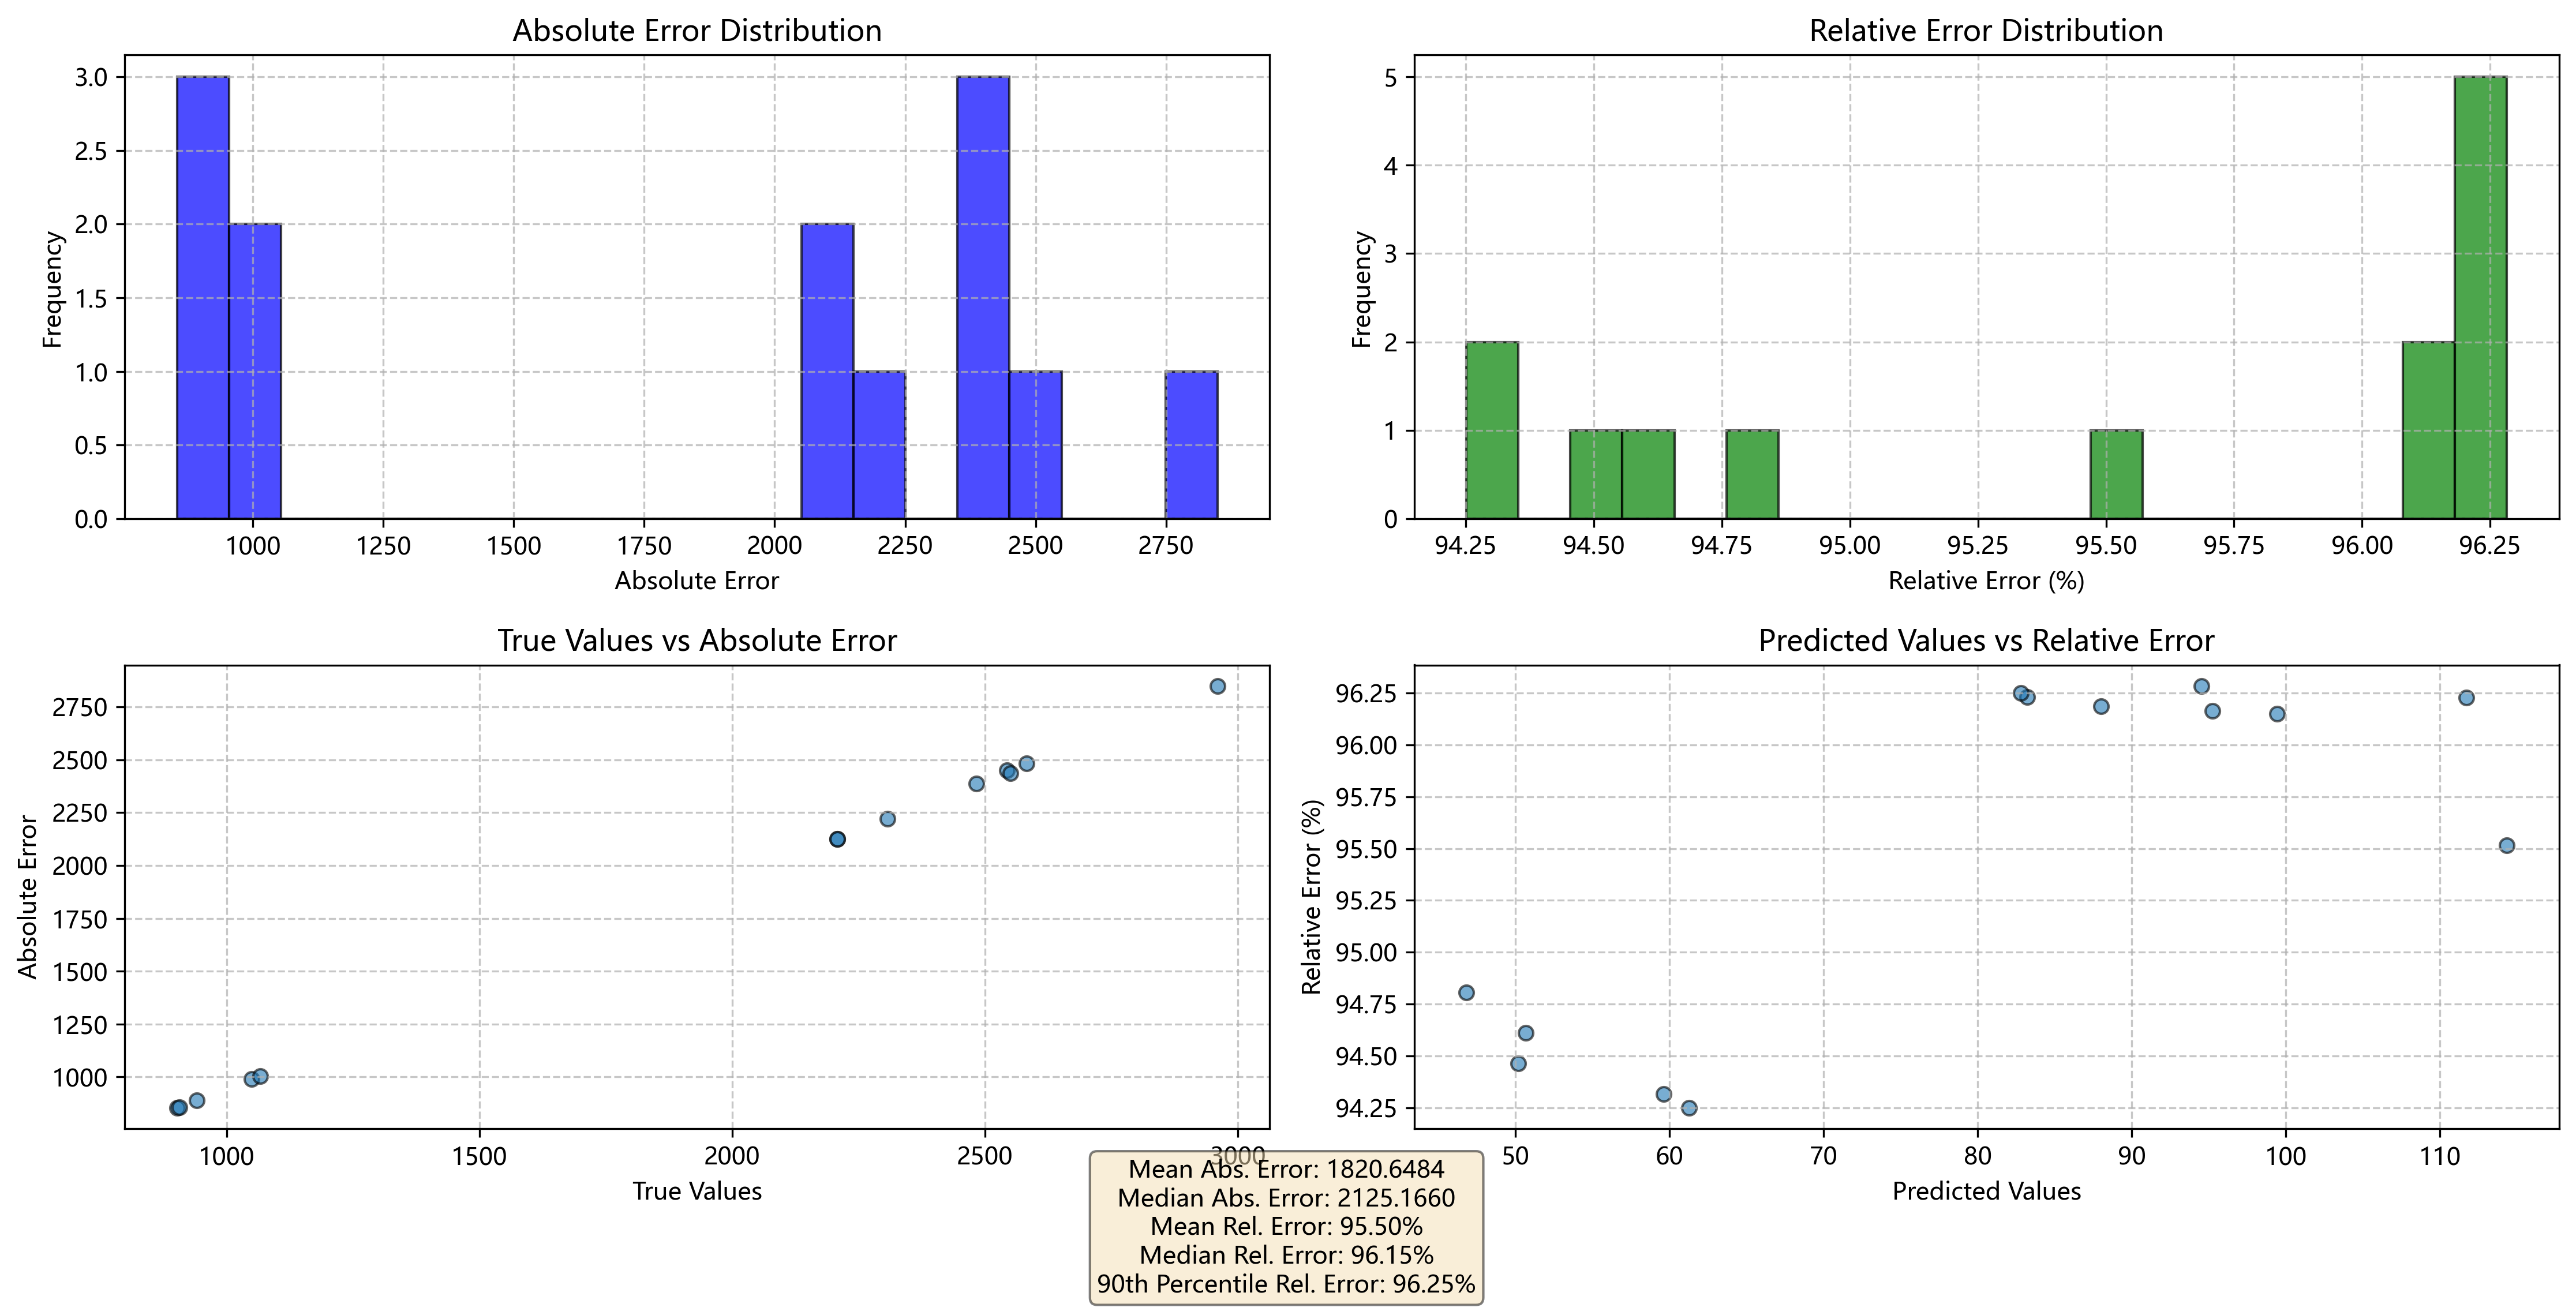 Absolute Error Distribution
Frequency
3.0
2.5
2.0
1.5
1.0
0.5
0.0
1000 1250 1500 1750 2000 2250 2500 2750
Absolute Error
Relative Error Distribution
Frequency
5
4
3
2
1
0
94.25 94.50 94.75 95.00 95.25 95.50 95.75 96.00 96.25
Relative Error (%)
True Values vs Absolute Error
Absolute Error
2750
2500
2250
2000
1750
1500
1250
1000
1000 1500 2000 2500 3000
True Values
Predicted Values vs Relative Error
Relative Error (%)
96.25
96.00
95.75
95.50
95.25
95.00
94.75
94.50
94.25
50 60 70 80 90 100 110
Predicted Values
Mean Abs. Error: 1820.6484
Median Abs. Error: 2125.1660
Mean Rel. Error: 95.50%
Median Rel. Error: 96.15%
90th Percentile Rel. Error: 96.25%